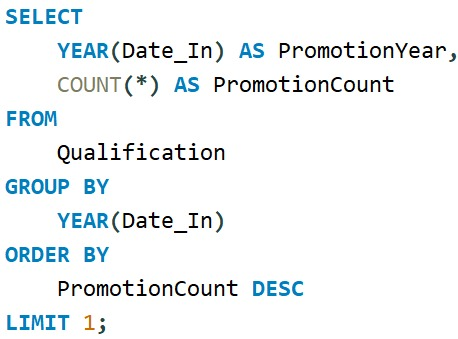 SELECT
    YEAR(Date_In) AS PromotionYear,
    COUNT(*) AS PromotionCount
FROM
    Qualification
GROUP BY
    YEAR(Date_In)
ORDER BY
    PromotionCount DESC
LIMIT 1;